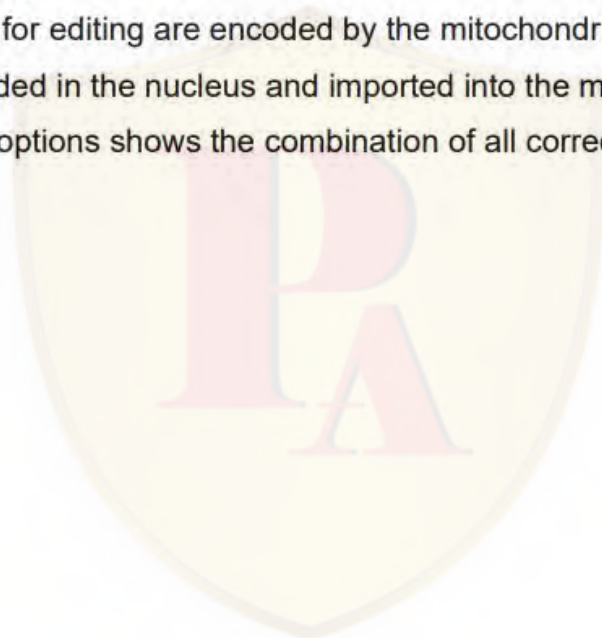 for editing are encoded by the mitochondr
ded in the nucleus and imported into the m
options shows the combination of all corre
PA